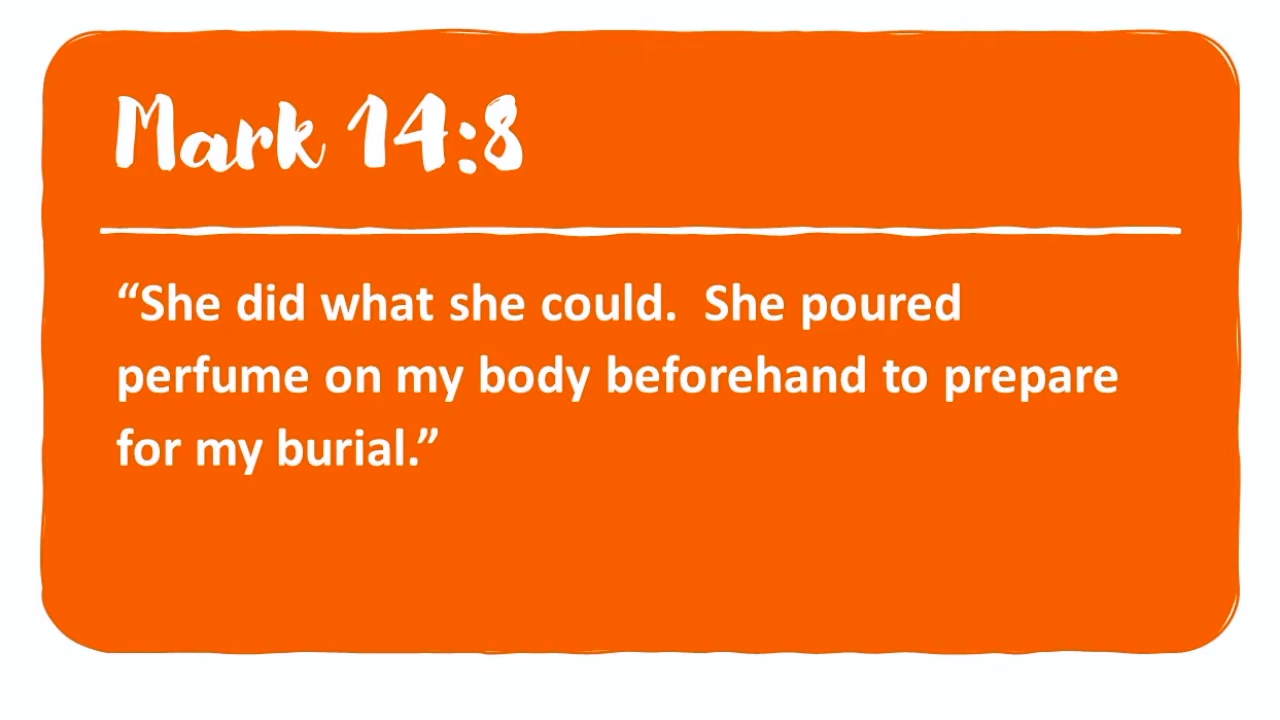 Mark 14:8
“She did what she could.  She poured
perfume on my body beforehand to prepare
for my burial.”